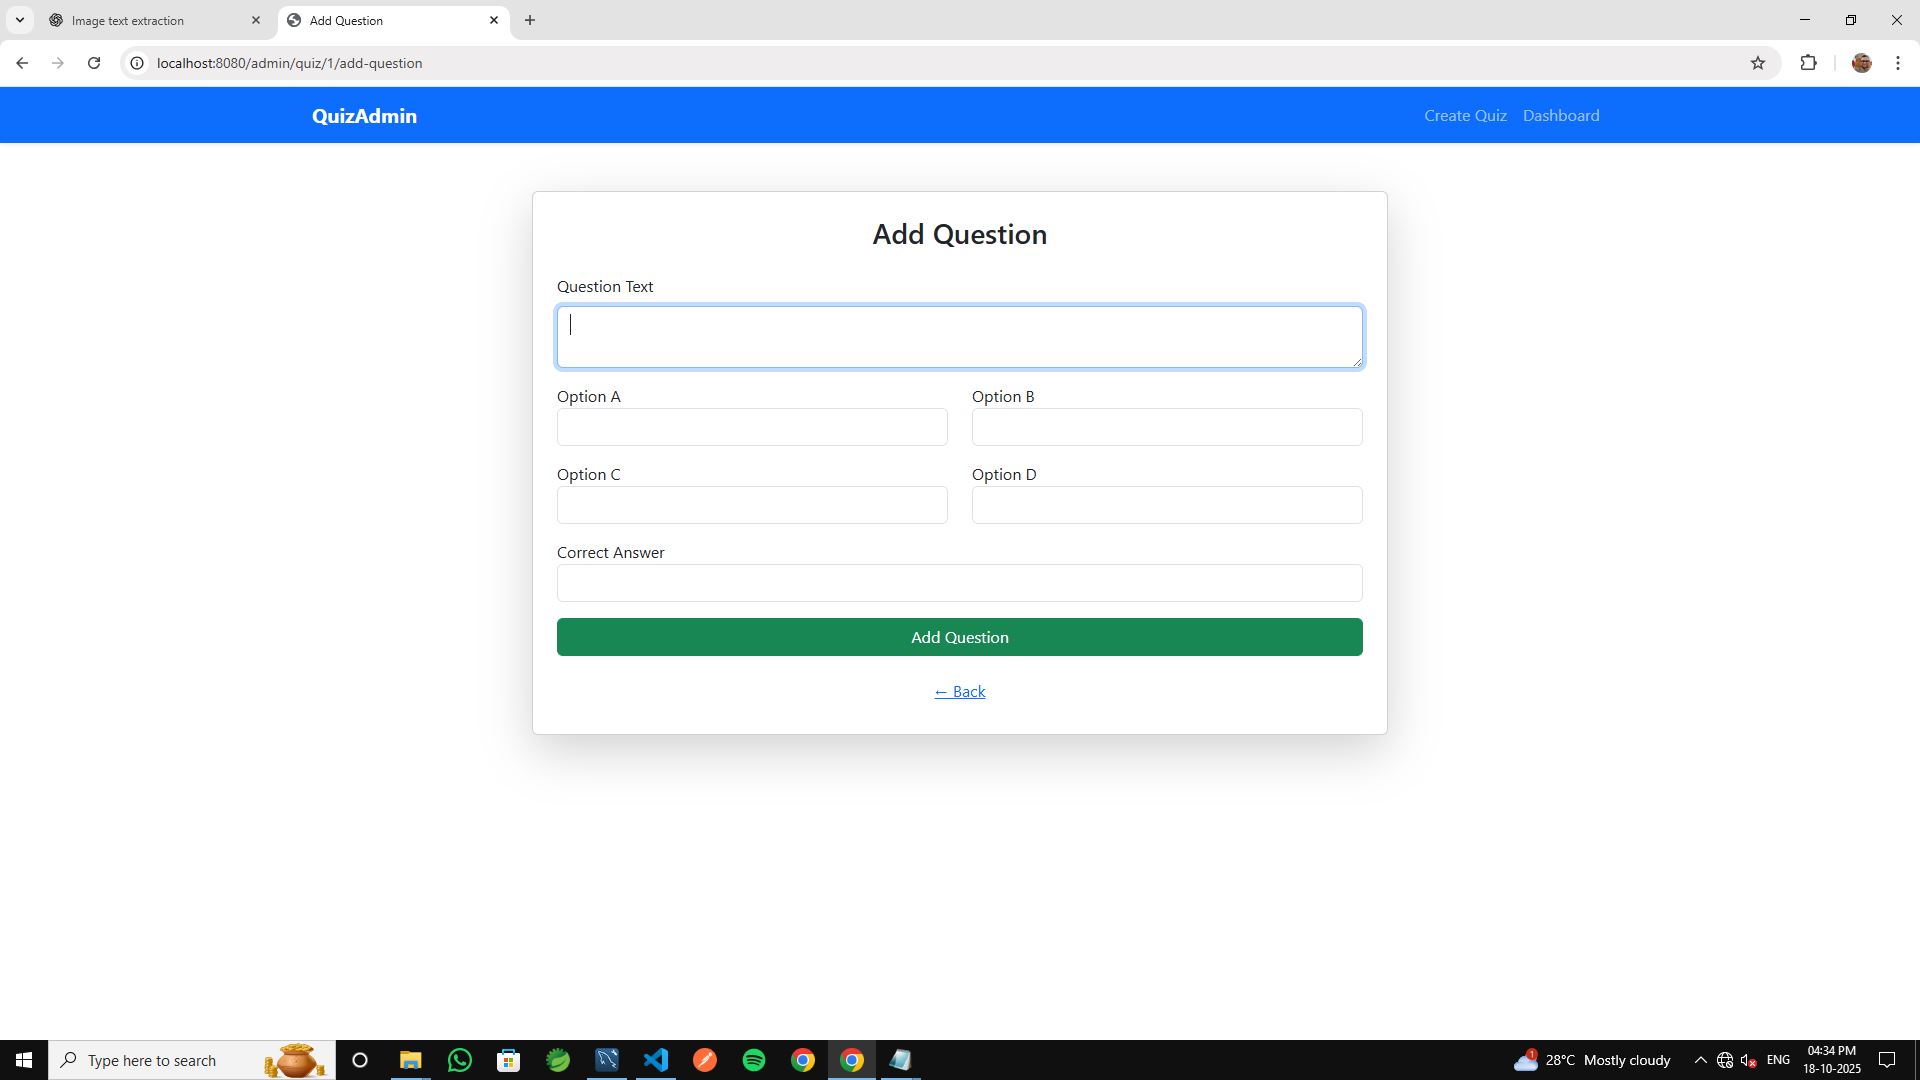 Image text extraction
Add Question
localhost:8080/admin/quiz/1/add-question
QuizAdmin
Create Quiz
Dashboard
Add Question
Question Text
Option A
Option B
Option C
Option D
Correct Answer
Add Question
← Back
Type here to search
1
28°C Mostly cloudy
ENG
04:34 PM
18-10-2025